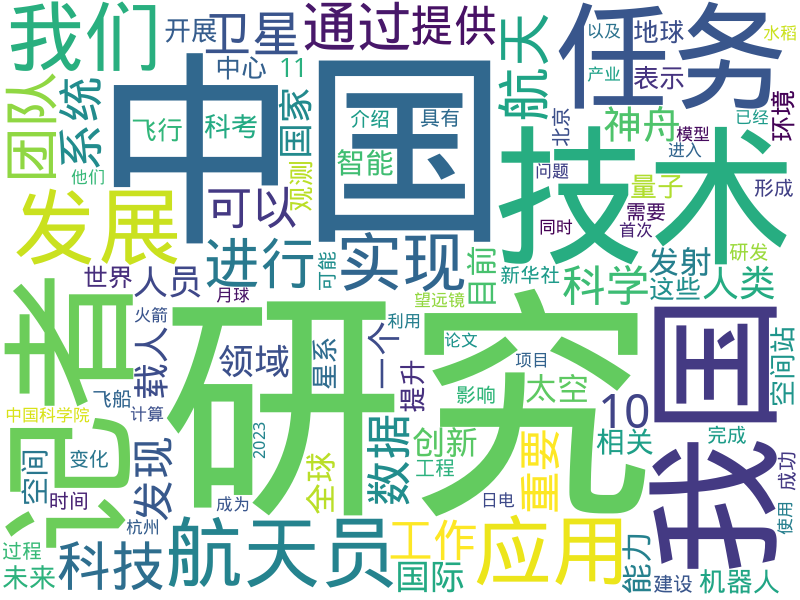 我们
开展
卫星
通过
提供
任务
以及
地球
水稻
产业
表示
中国
中心
11
航天
环境
团队
系统
飞行
科考
国家
介绍
具有
北京
神舟
已经
模型
进入
他们
观测
智能
技术
问题
量子
形成
发展
可以
同时
需要
首次
进行
实现
目前
新华社
发射
研发
世界
人员
可能
科学
这些
人类
月球
望远镜
记者
火箭
研究
利用
我国
载人
领域
星系
一个
论文
项目
空间站
飞船
提升
影响
太空
10
中国科学院
计算
数据
创新
相关
完成
2023
工程
重要
空间
变化
发现
全球
成功
时间
成为
日电
使用
杭州
航天员
工作
应用
能力
过程
未来
科技
国际
建设
机器人